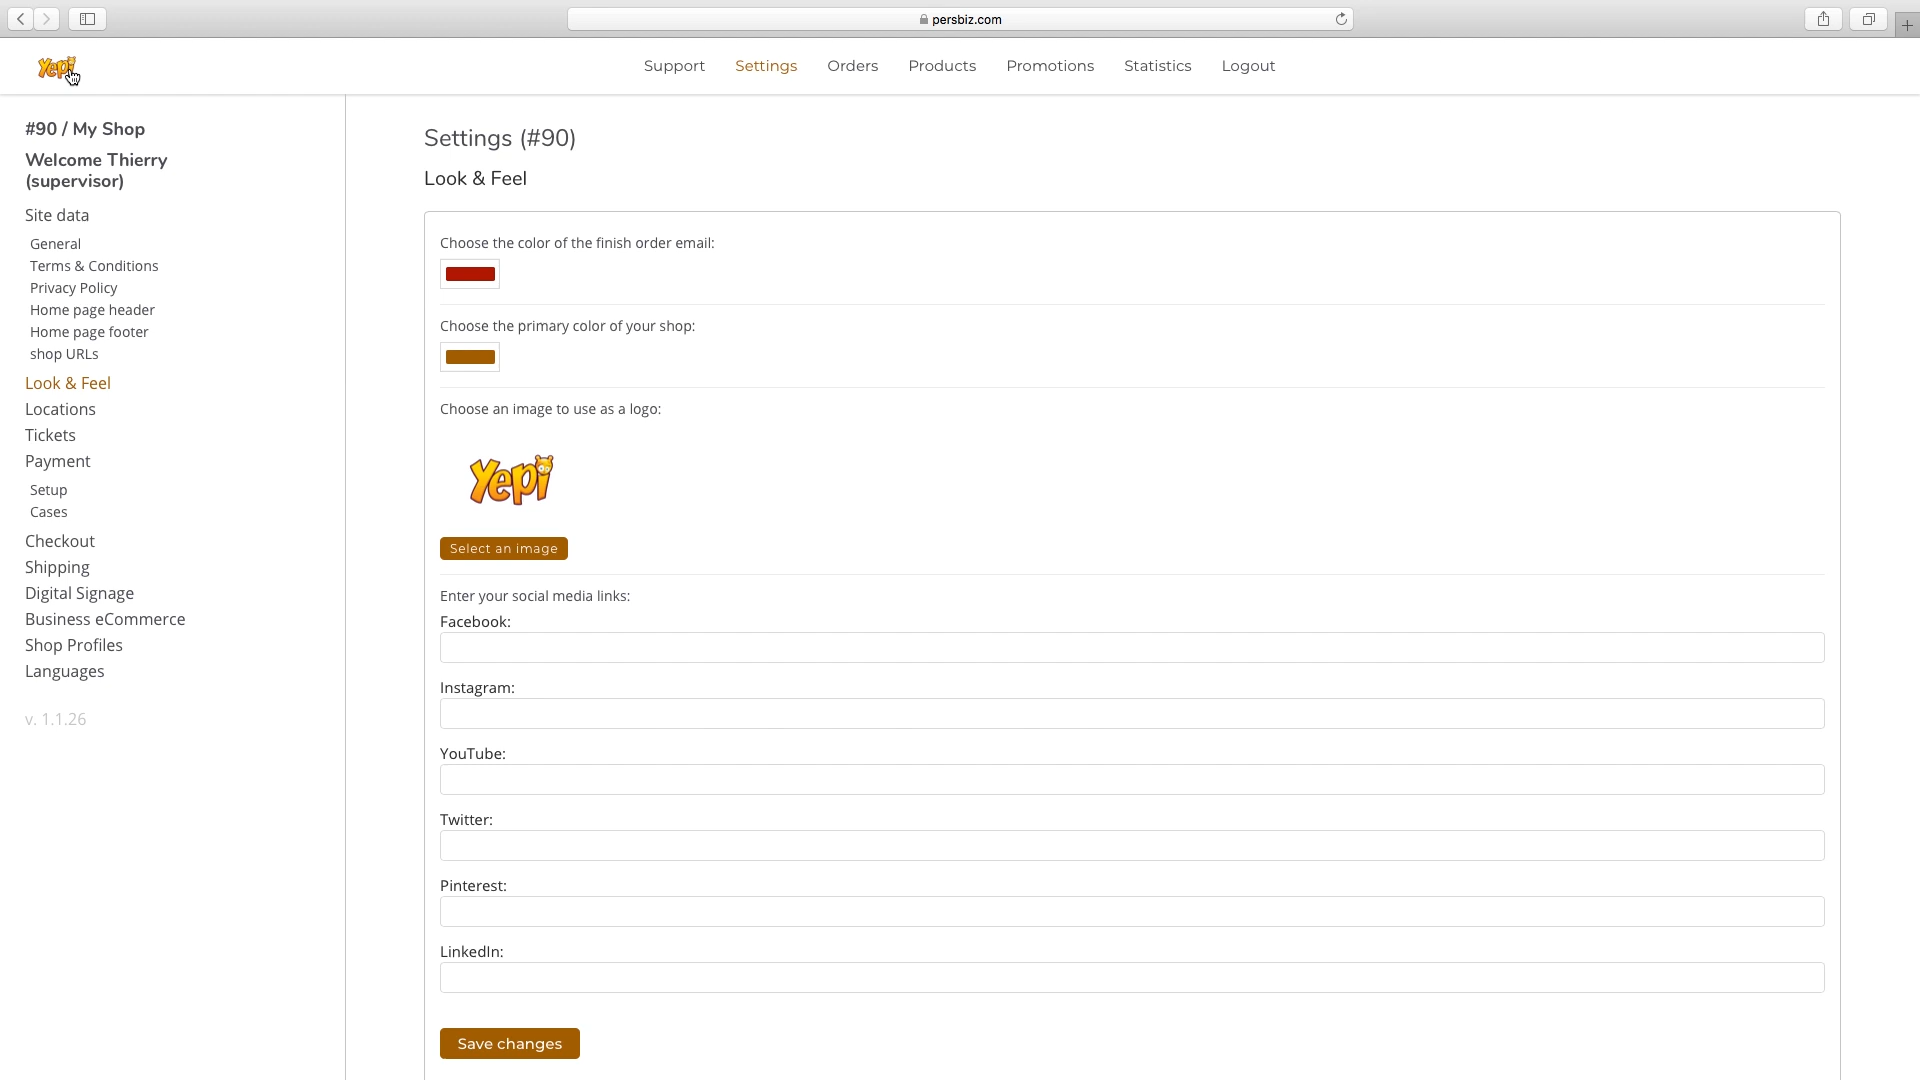 persbiz.com
Yepi
Support Settings Orders Products Promotions Statistics Logout
#90 / My Shop
Welcome Thierry
(supervisor)
Site data
General
Terms & Conditions
Privacy Policy
Home page header
Home page footer
shop URLs
Look & Feel
Locations
Tickets
Payment
Setup
Cases
Checkout
Shipping
Digital Signage
Business eCommerce
Shop Profiles
Languages
v. 1.1.26
Settings (#90)
Look & Feel
Choose the color of the finish order email:
Choose the primary color of your shop:
Choose an image to use as a logo:
Yepi
Select an image
Enter your social media links:
Facebook:
Instagram:
YouTube:
Twitter:
Pinterest:
LinkedIn:
Save changes